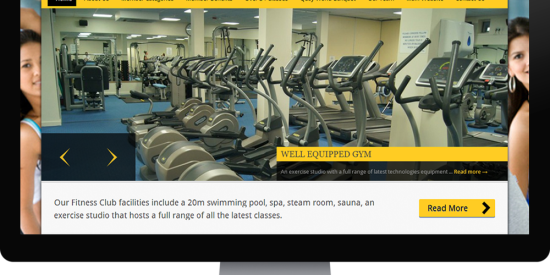 WELL EQUIPPED GYM
An exercise studio with a full range of latest technologies equipment ... Read more →
Our Fitness Club facilities include a 20m swimming pool, spa, steam room, sauna, an
exercise studio that hosts a full range of all the latest classes.
Read More